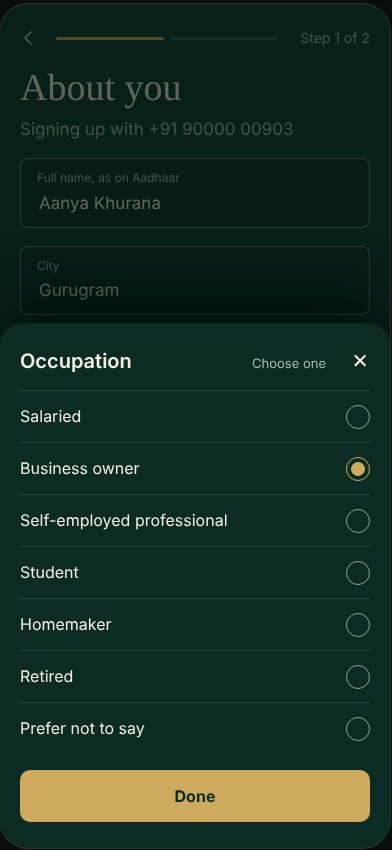 Step 1 of 2
About you
Signing up with +91 90000 00903
Full name, as on Aadhaar
Aanya Khurana
City
Gurugram
Occupation
Choose one
Salaried
Business owner
Self-employed professional
Student
Homemaker
Retired
Prefer not to say
Done